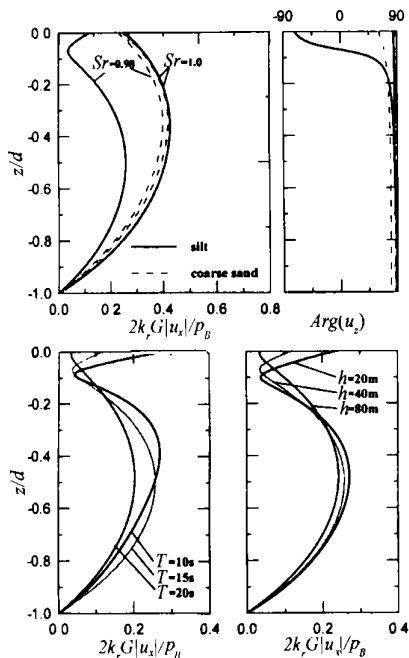 -90 0 90
0.0
-0.2
-0.4
-0.6
-0.8
-1.0
z/d
Sr=0.98
Sr=1.0
silt
coarse sand
0.0 0.2 0.4 0.6 0.8
2k_rG|u_x|/p_B
Arg(u_z)
0.0
-0.2
-0.4
-0.6
-0.8
-1.0
z/d
T=10s
T=15s
T=20s
h=20m
h=40m
h=80m
0.0 0.2 0.4
0.0 0.2 0.4
2k_rG|u_x|/p_B
2k_rG|u_x|/p_B